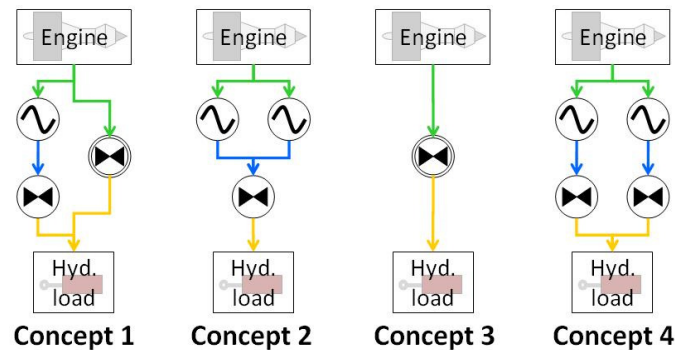 Engine
Engine
Engine
Engine
Hyd.
load
Hyd.
load
Hyd.
load
Hyd.
load
Concept 1
Concept 2
Concept 3
Concept 4